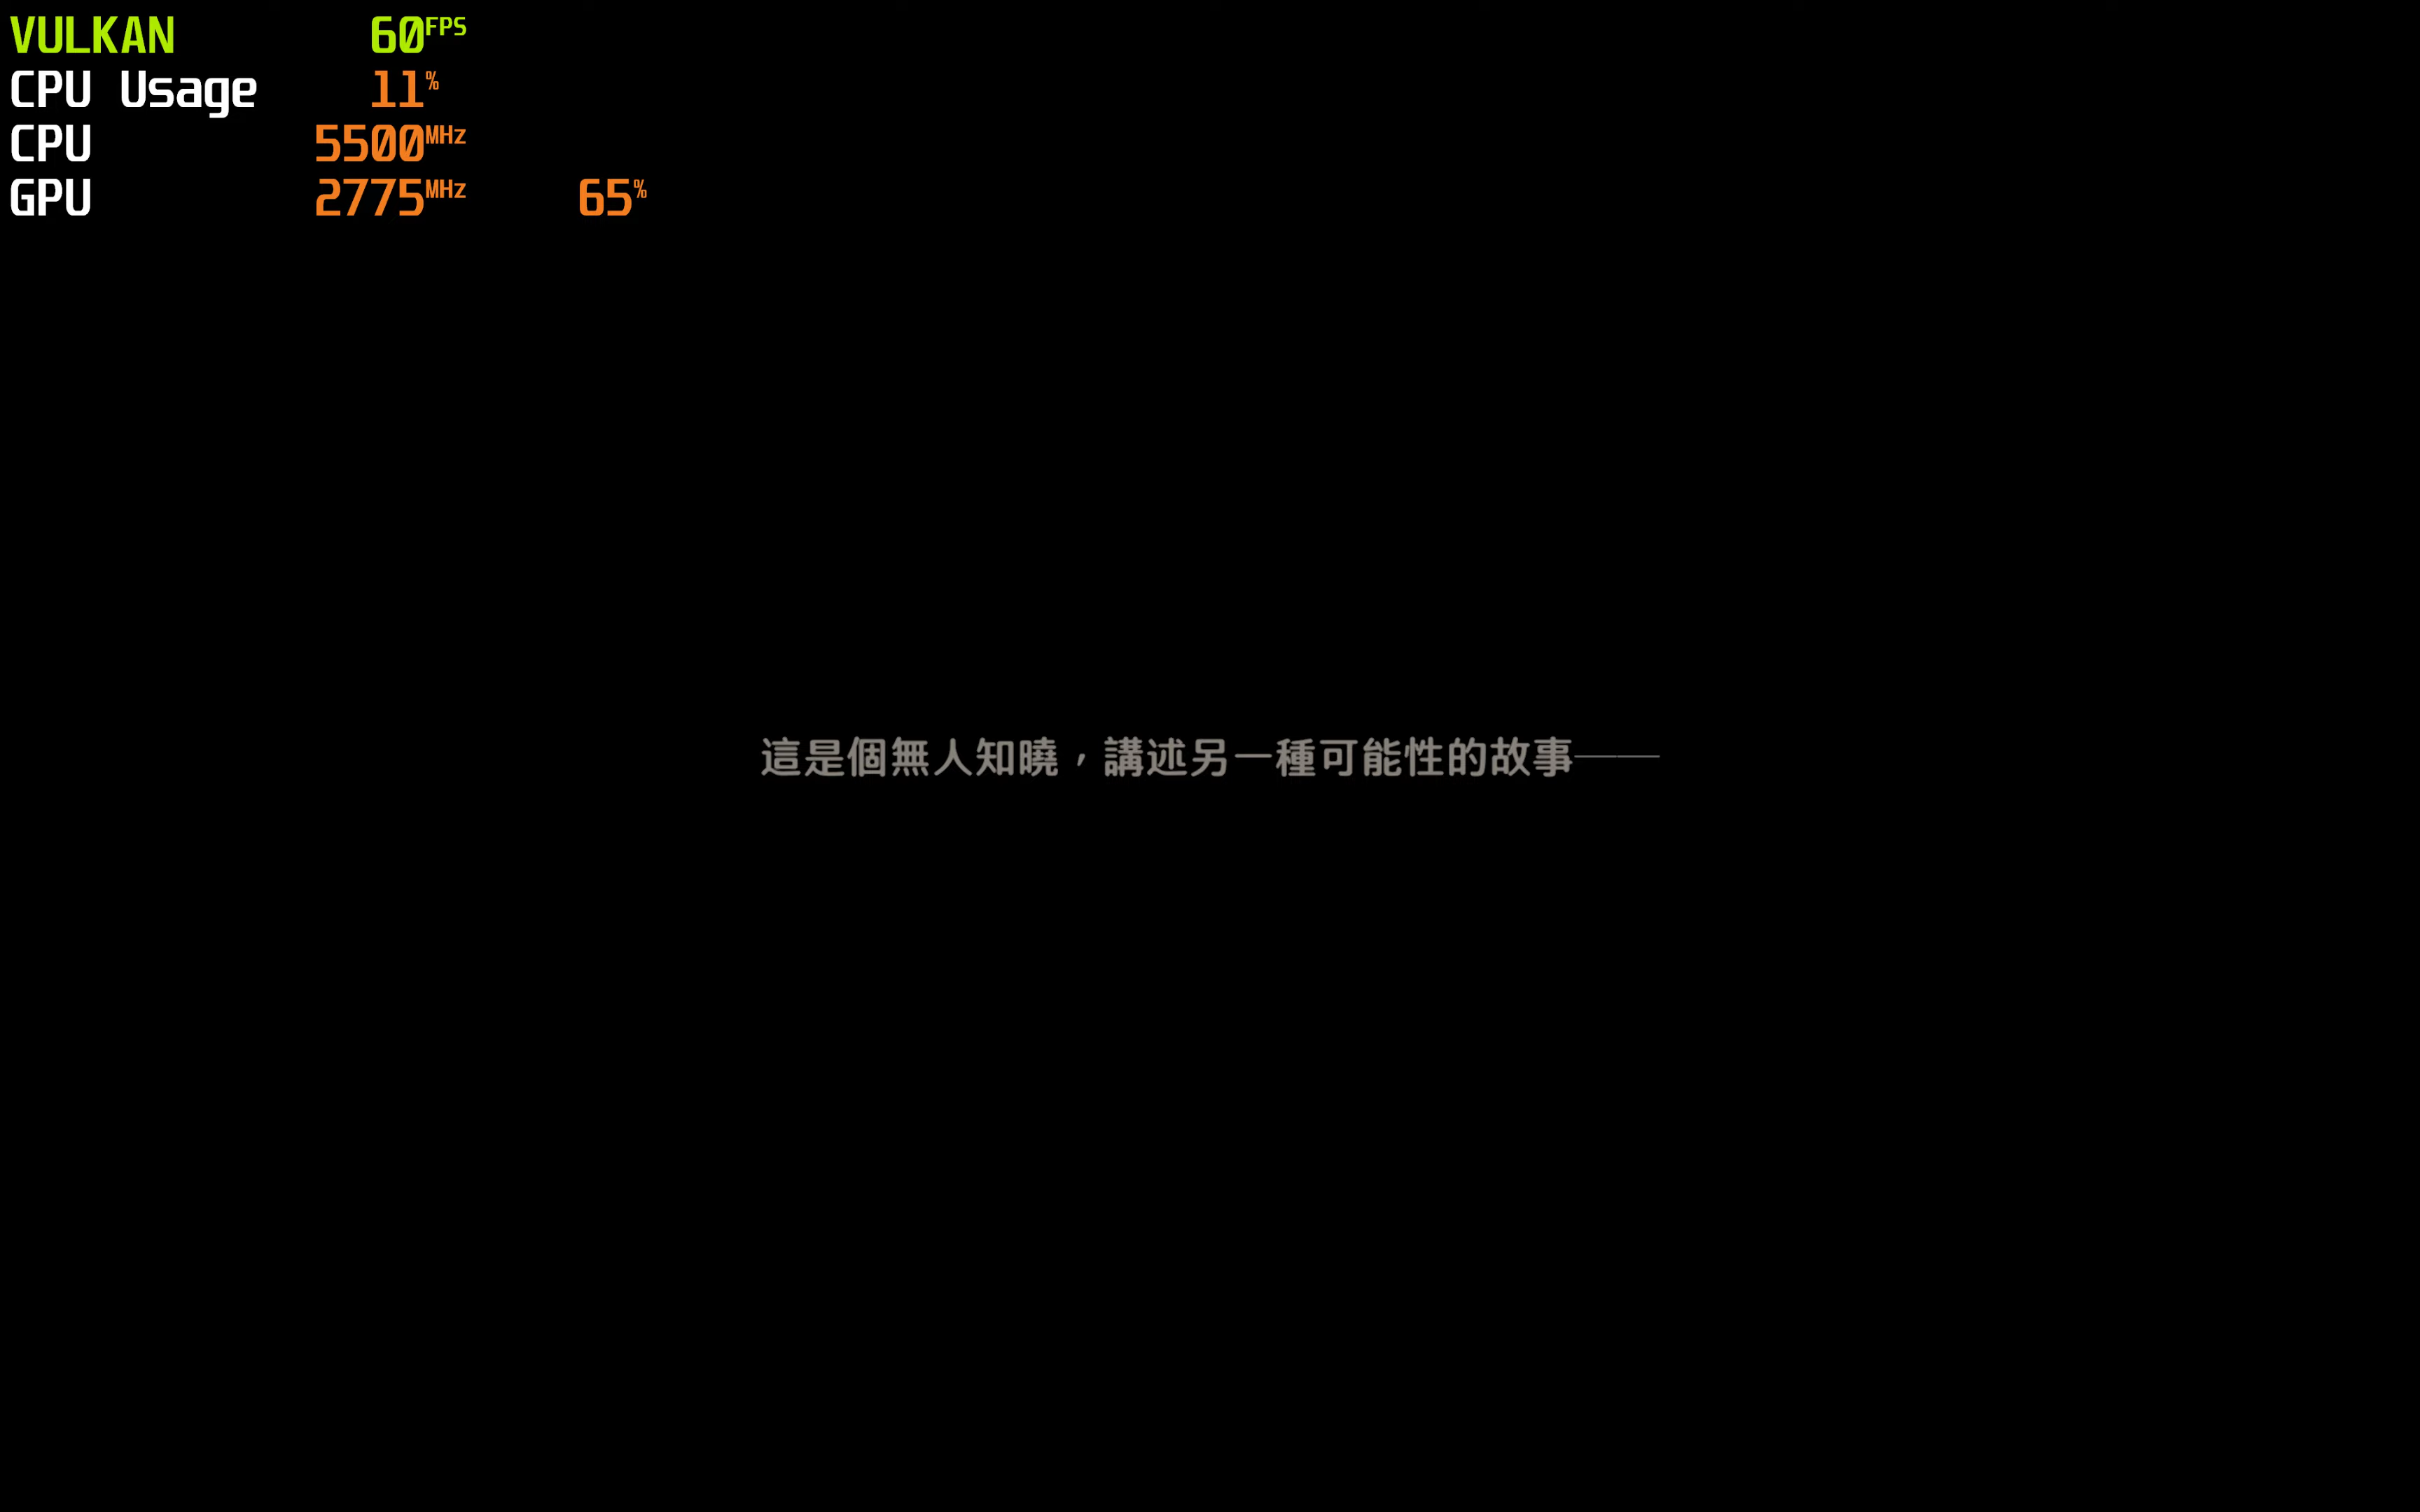 VULKAN 60FPS
CPU Usage 11%
CPU 5500MHz
GPU 2775MHz 65%
這是個無人知曉，講述另一種可能性的故事——